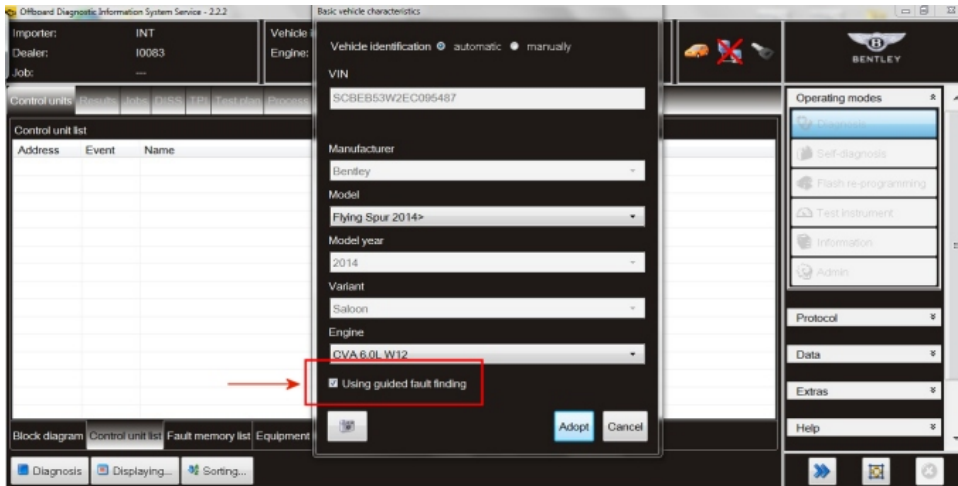 Offboard Diagnostic Information System Service - 2.2.2
Importer: INT
Dealer: I0083
Job: ---
Vehicle i
Engine:
Basic vehicle characteristics
Vehicle identification automatic manually
VIN
SCBEB53W2EC095487
Manufacturer
Bentley
Model
Flying Spur 2014>
Model year
2014
Variant
Saloon
Engine
CVA 6.0L W12
Using guided fault finding
Adopt Cancel
B
BENTLEY
Control units Results Jobs DISS TPI Test plan Process
Control unit list
Address Event Name
Block diagram Control unit list Fault memory list Equipment
Diagnosis Displaying... Sorting...
Operating modes
Diagnosis
Self-diagnosis
Flash re-programming
Test instrument
Information
Admin
Protocol
Data
Extras
Help